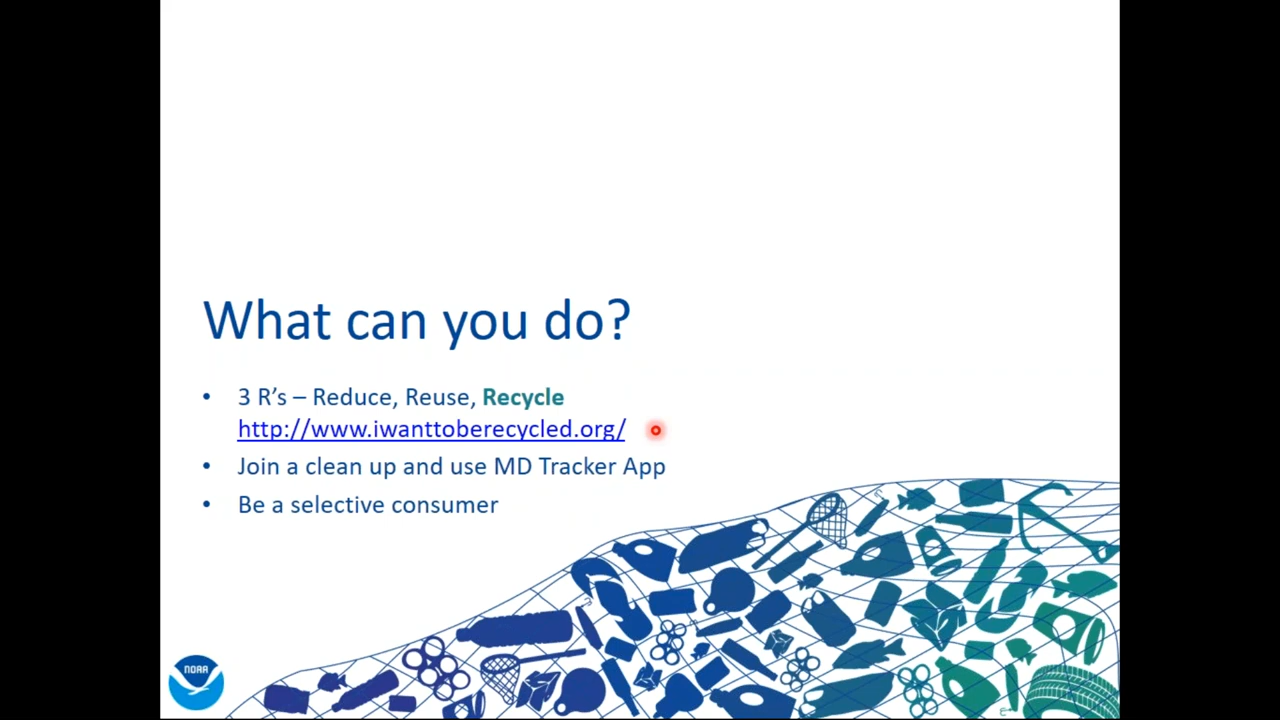 What can you do?
• 3 R’s – Reduce, Reuse, Recycle
http://www.iwanttoberecycled.org/
• Join a clean up and use MD Tracker App
• Be a selective consumer
NOAA